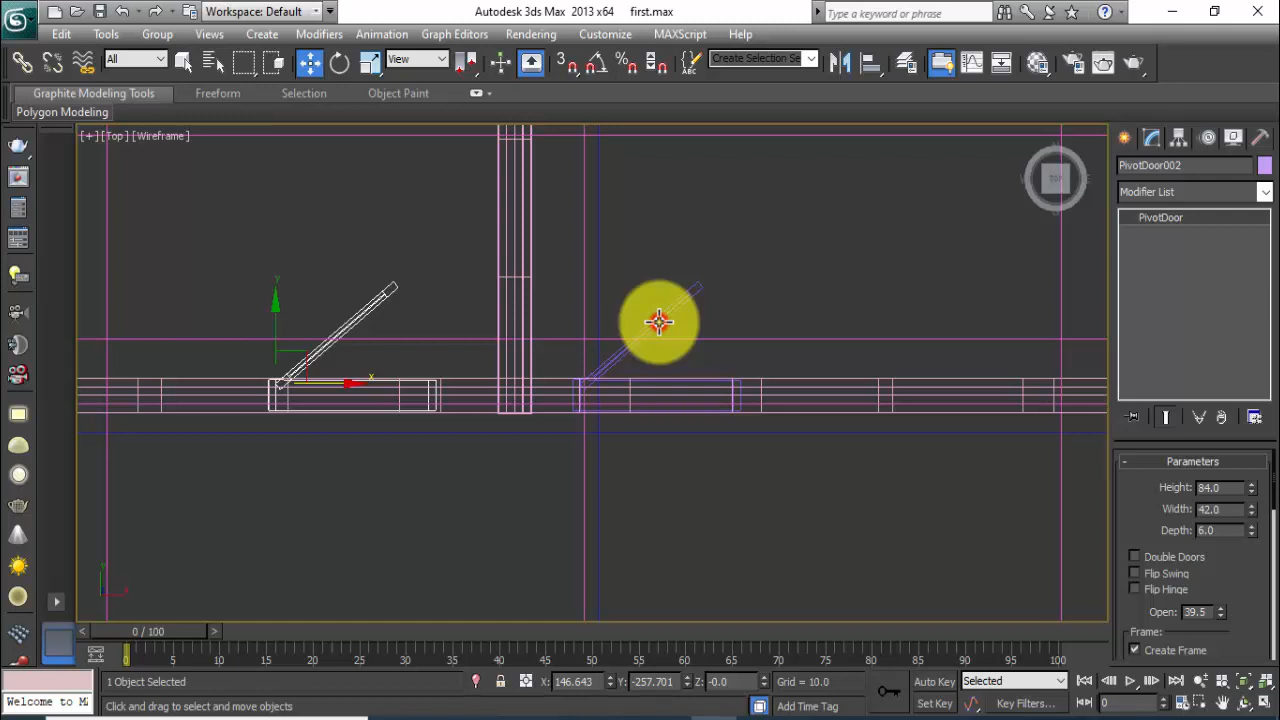 Workspace: Default
Autodesk 3ds Max 2013 x64 first.max
Type a keyword or phrase
Edit Tools Group Views Create Modifiers Animation Graph Editors Rendering Customize MAXScript Help
All
View
3
Create Selection Se
Graphite Modeling Tools Freeform Selection Object Paint
Polygon Modeling
[+] [Top] [Wireframe]
TOP
PivotDoor002
Modifier List
PivotDoor
y
x
Parameters
Height: 84.0
Width: 42.0
Depth: 6.0
Double Doors
Flip Swing
Flip Hinge
Open: 39.5
Frame:
Create Frame
0 / 100
0 5 10 15 20 25 30 35 40 45 50 55 60 65 70 75 80 85 90 95 100
1 Object Selected
X: 146.643 Y: -257.701 Z: -0.0 Grid = 10.0
Auto Key Selected
Welcome to M
Click and drag to select and move objects
Add Time Tag
Set Key Key Filters... 0